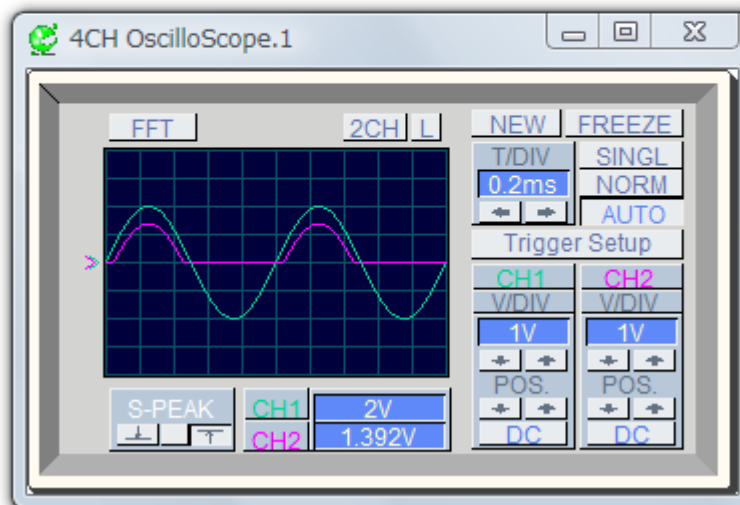 4CH OscilloScope.1
FFT 2CH L NEW FREEZE
T/DIV SINGL
0.2ms NORM
AUTO
Trigger Setup
CH1 CH2
V/DIV V/DIV
1V 1V
POS. POS.
DC DC
S-PEAK CH1 2V
CH2 1.392V